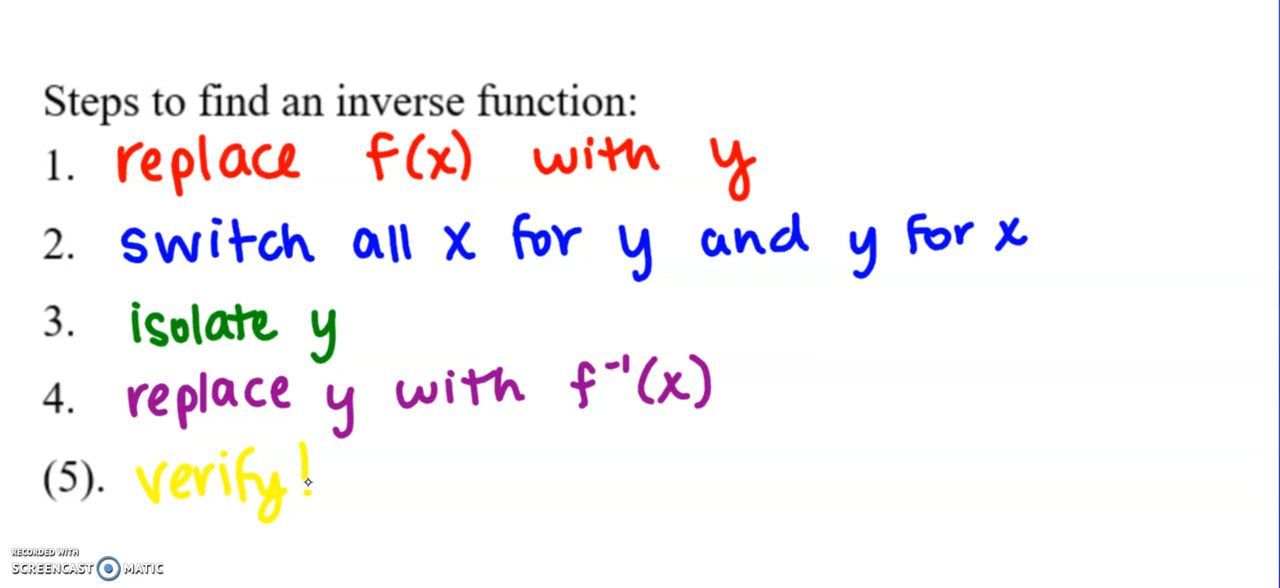 Steps to find an inverse function:
1. replace f(x) with y
2. switch all x for y and y for x
3. isolate y
4. replace y with f⁻¹(x)
(5). verify!
RECORDED WITH
SCREENCAST MATIC